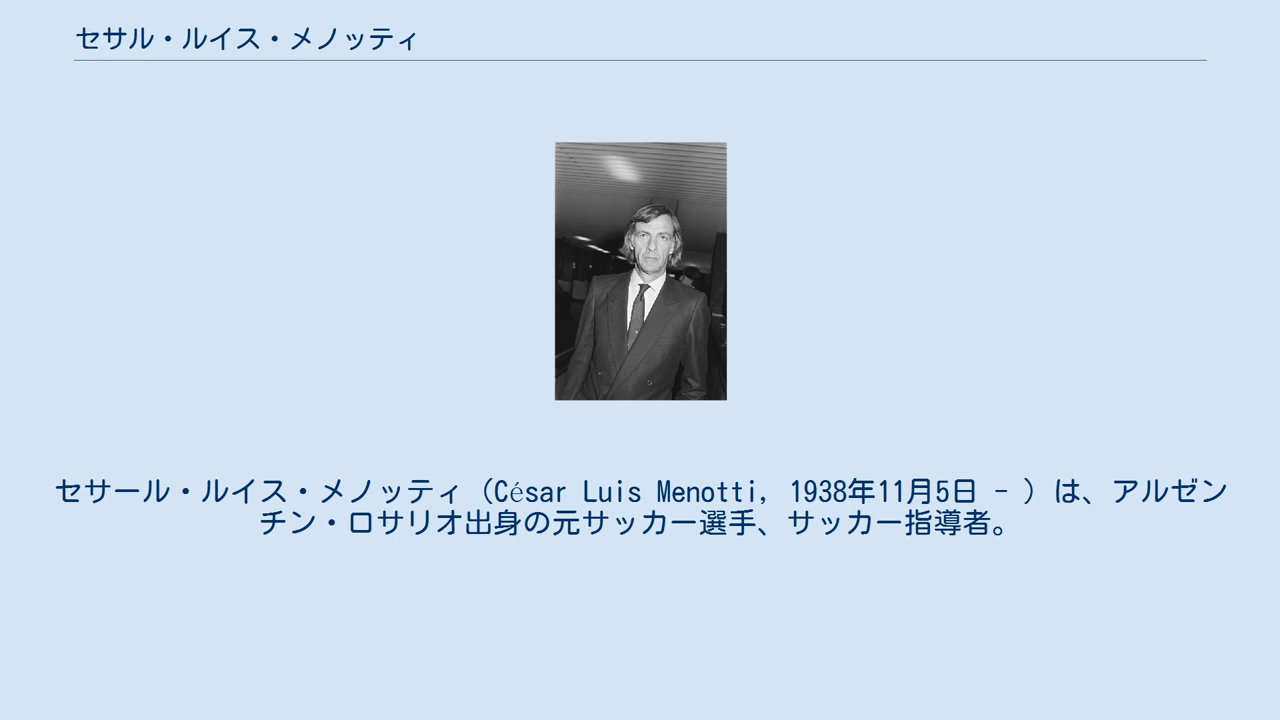 セサル・ルイス・メノッティ
セサール・ルイス・メノッティ（César Luis Menotti, 1938年11月5日 - ）は、アルゼン
チン・ロサリオ出身の元サッカー選手、サッカー指導者。